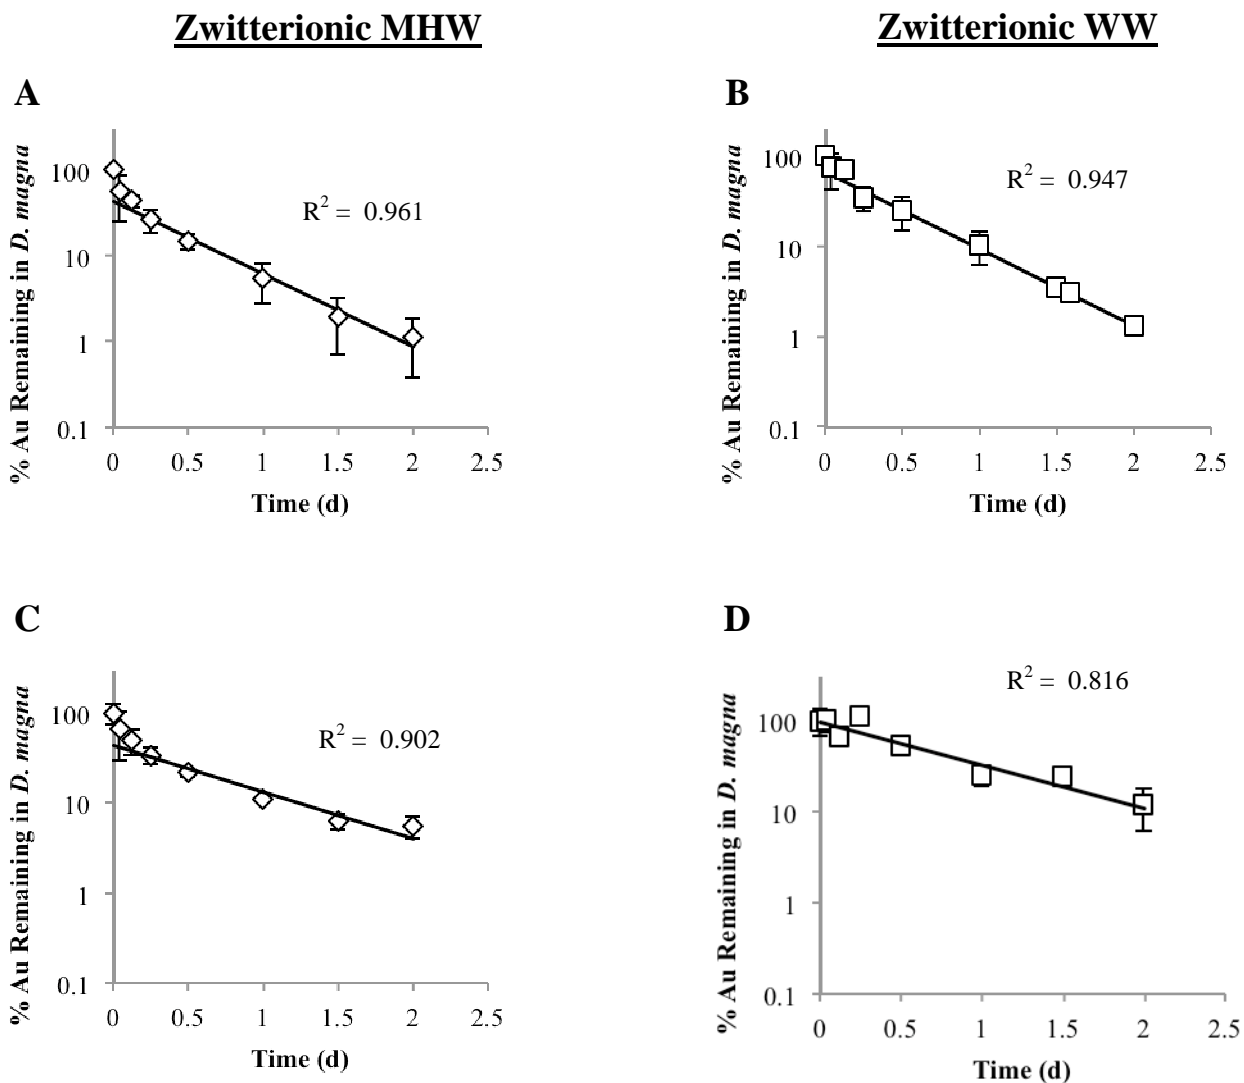 Zwitterionic MHW
Zwitterionic WW
A
% Au Remaining in D. magna
100
10
1
0.1
R² = 0.961
0 0.5 1 1.5 2 2.5
Time (d)
B
% Au Remaining in D. magna
100
10
1
0.1
R² = 0.947
0 0.5 1 1.5 2 2.5
Time (d)
C
% Au Remaining in D. magna
100
10
1
0.1
R² = 0.902
0 0.5 1 1.5 2 2.5
Time (d)
D
% Au Remaining in D. magna
100
10
1
0.1
R² = 0.816
0 0.5 1 1.5 2 2.5
Time (d)